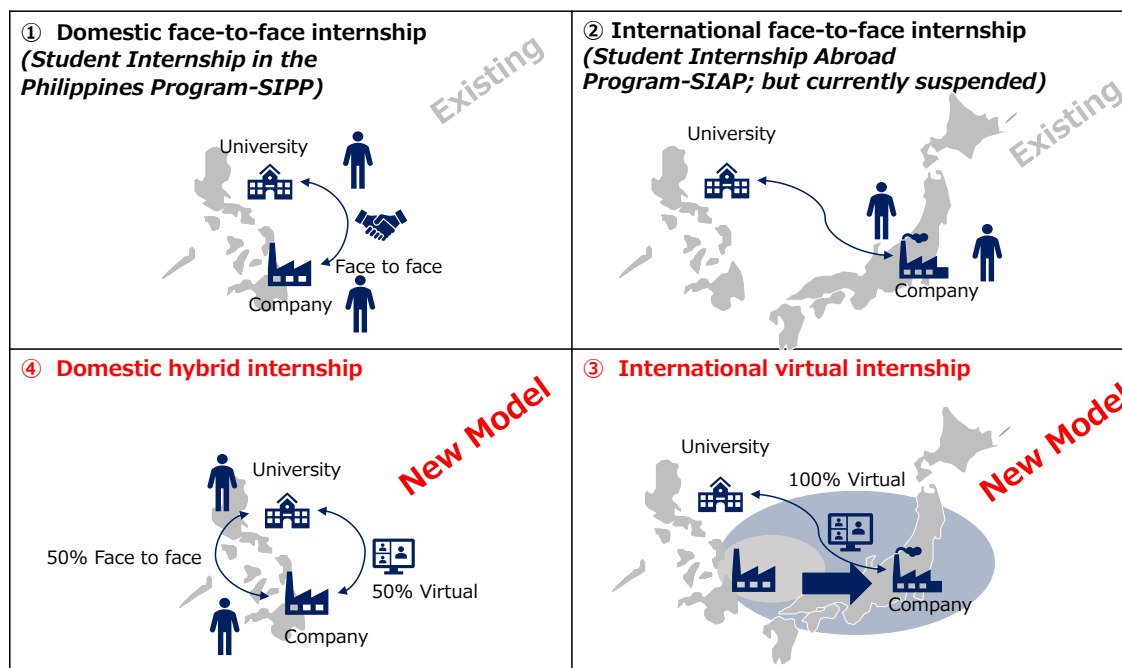 ① Domestic face-to-face internship
(Student Internship in the
Philippines Program-SIPP)
Existing
University
Face to face
Company
② International face-to-face internship
(Student Internship Abroad
Program-SIAP; but currently suspended)
Existing
University
Company
④ Domestic hybrid internship
New Model
University
50% Face to face
50% Virtual
Company
③ International virtual internship
New Model
University
100% Virtual
Company